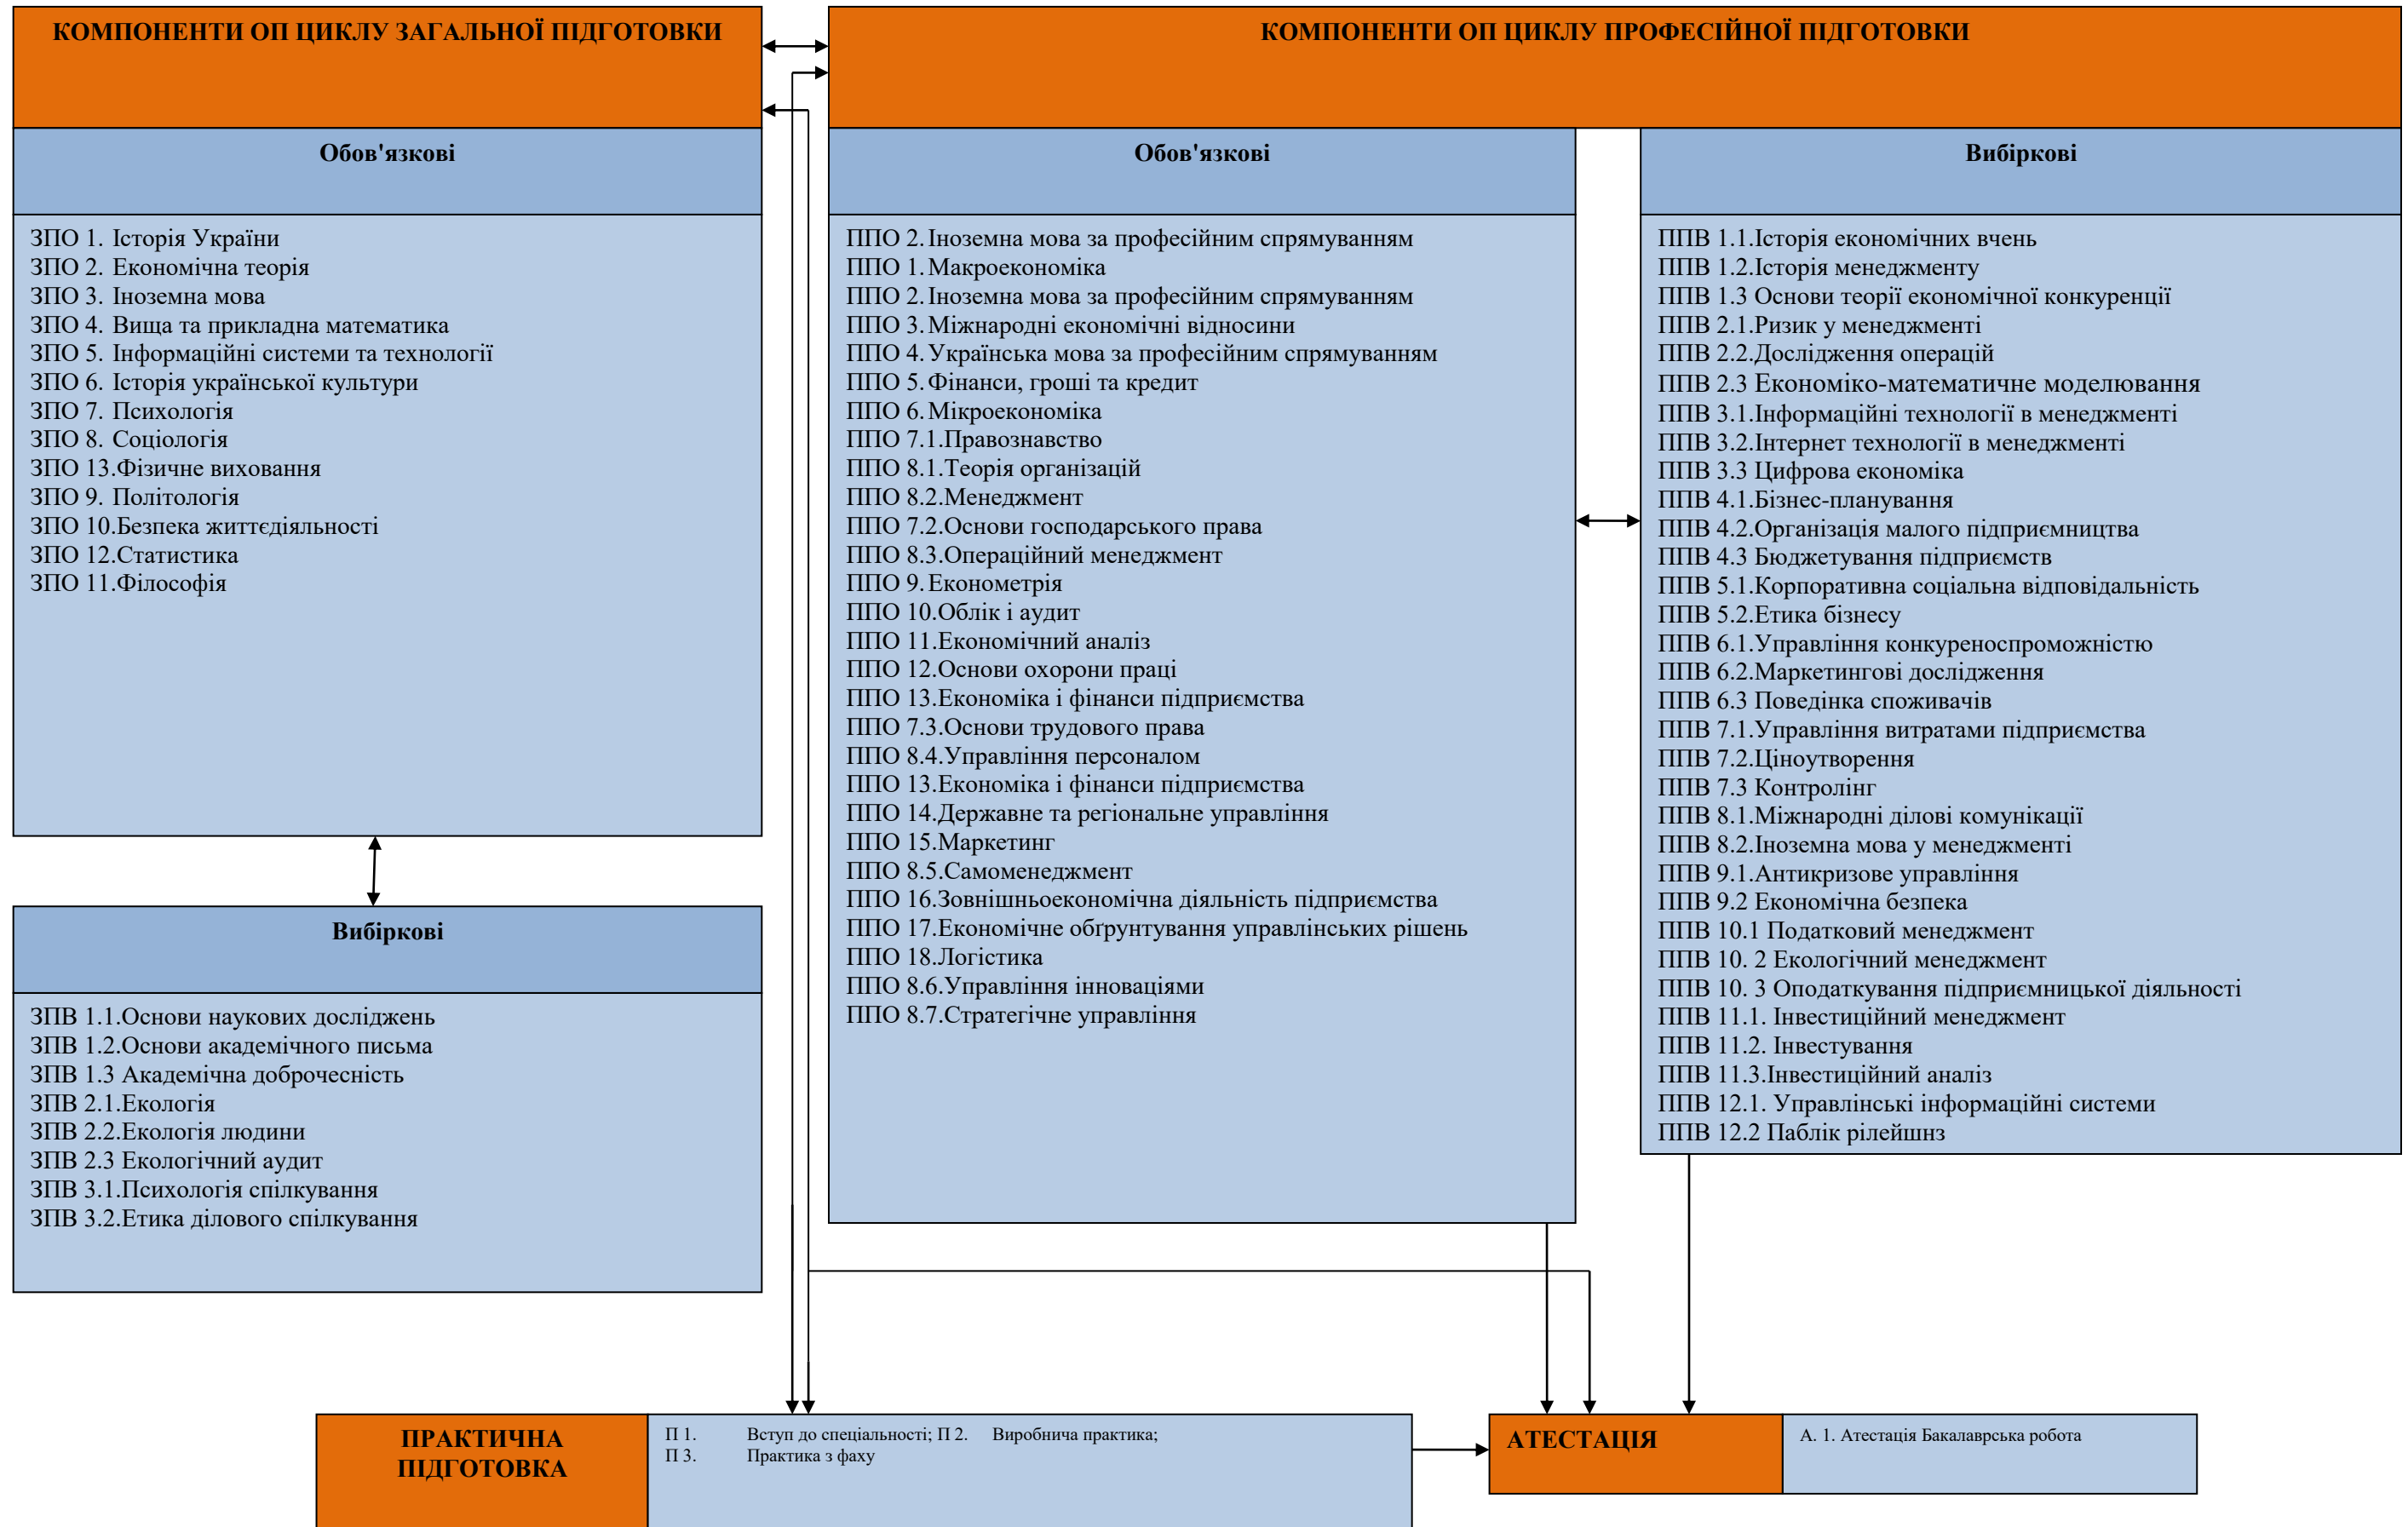 КОМПОНЕНТИ ОП ЦИКЛУ ЗАГАЛЬНОЇ ПІДГОТОВКИ
КОМПОНЕНТИ ОП ЦИКЛУ ПРОФЕСІЙНОЇ ПІДГОТОВКИ
Обов'язкові
ЗПО 1. Історія України
ЗПО 2. Економічна теорія
ЗПО 3. Іноземна мова
ЗПО 4. Вища та прикладна математика
ЗПО 5. Інформаційні системи та технології
ЗПО 6. Історія української культури
ЗПО 7. Психологія
ЗПО 8. Соціологія
ЗПО 13.Фізичне виховання
ЗПО 9. Політологія
ЗПО 10.Безпека життєдіяльності
ЗПО 12.Статистика
ЗПО 11.Філософія
Вибіркові
ЗПВ 1.1.Основи наукових досліджень
ЗПВ 1.2.Основи академічного письма
ЗПВ 1.3 Академічна доброчесність
ЗПВ 2.1.Екологія
ЗПВ 2.2.Екологія людини
ЗПВ 2.3 Екологічний аудит
ЗПВ 3.1.Психологія спілкування
ЗПВ 3.2.Етика ділового спілкування
Обов'язкові
ППО 2. Іноземна мова за професійним спрямуванням
ППО 1. Макроекономіка
ППО 2. Іноземна мова за професійним спрямуванням
ППО 3. Міжнародні економічні відносини
ППО 4. Українська мова за професійним спрямуванням
ППО 5. Фінанси, гроші та кредит
ППО 6. Мікроекономіка
ППО 7.1.Правознавство
ППО 8.1.Теорія організацій
ППО 8.2.Менеджмент
ППО 7.2.Основи господарського права
ППО 8.3.Операційний менеджмент
ППО 9. Економетрія
ППО 10.Облік і аудит
ППО 11.Економічний аналіз
ППО 12.Основи охорони праці
ППО 13.Економіка і фінанси підприємства
ППО 7.3.Основи трудового права
ППО 8.4.Управління персоналом
ППО 13.Економіка і фінанси підприємства
ППО 14.Державне та регіональне управління
ППО 15.Маркетинг
ППО 8.5.Самоменеджмент
ППО 16.Зовнішньоекономічна діяльність підприємства
ППО 17.Економічне обґрунтування управлінських рішень
ППО 18.Логістика
ППО 8.6.Управління інноваціями
ППО 8.7.Стратегічне управління
Вибіркові
ППВ 1.1.Історія економічних вчень
ППВ 1.2.Історія менеджменту
ППВ 1.3 Основи теорії економічної конкуренції
ППВ 2.1.Ризик у менеджменті
ППВ 2.2.Дослідження операцій
ППВ 2.3 Економіко-математичне моделювання
ППВ 3.1.Інформаційні технології в менеджменті
ППВ 3.2.Інтернет технології в менеджменті
ППВ 3.3 Цифрова економіка
ППВ 4.1.Бізнес-планування
ППВ 4.2.Організація малого підприємництва
ППВ 4.3 Бюджетування підприємств
ППВ 5.1.Корпоративна соціальна відповідальність
ППВ 5.2.Етика бізнесу
ППВ 6.1.Управління конкуреноспроможністю
ППВ 6.2.Маркетингові дослідження
ППВ 6.3 Поведінка споживачів
ППВ 7.1.Управління витратами підприємства
ППВ 7.2.Ціноутворення
ППВ 7.3 Контролінг
ППВ 8.1.Міжнародні ділові комунікації
ППВ 8.2.Іноземна мова у менеджменті
ППВ 9.1.Антикризове управління
ППВ 9.2 Економічна безпека
ППВ 10.1 Податковий менеджмент
ППВ 10. 2 Екологічний менеджмент
ППВ 10. 3 Оподаткування підприємницької діяльності
ППВ 11.1. Інвестиційний менеджмент
ППВ 11.2. Інвестування
ППВ 11.3.Інвестиційний аналіз
ППВ 12.1. Управлінські інформаційні системи
ППВ 12.2 Паблік рілейшнз
ПРАКТИЧНА
ПІДГОТОВКА
П 1. Вступ до спеціальності; П 2. Виробнича практика;
П 3. Практика з фаху
АТЕСТАЦІЯ
А. 1. Атестація Бакалаврська робота